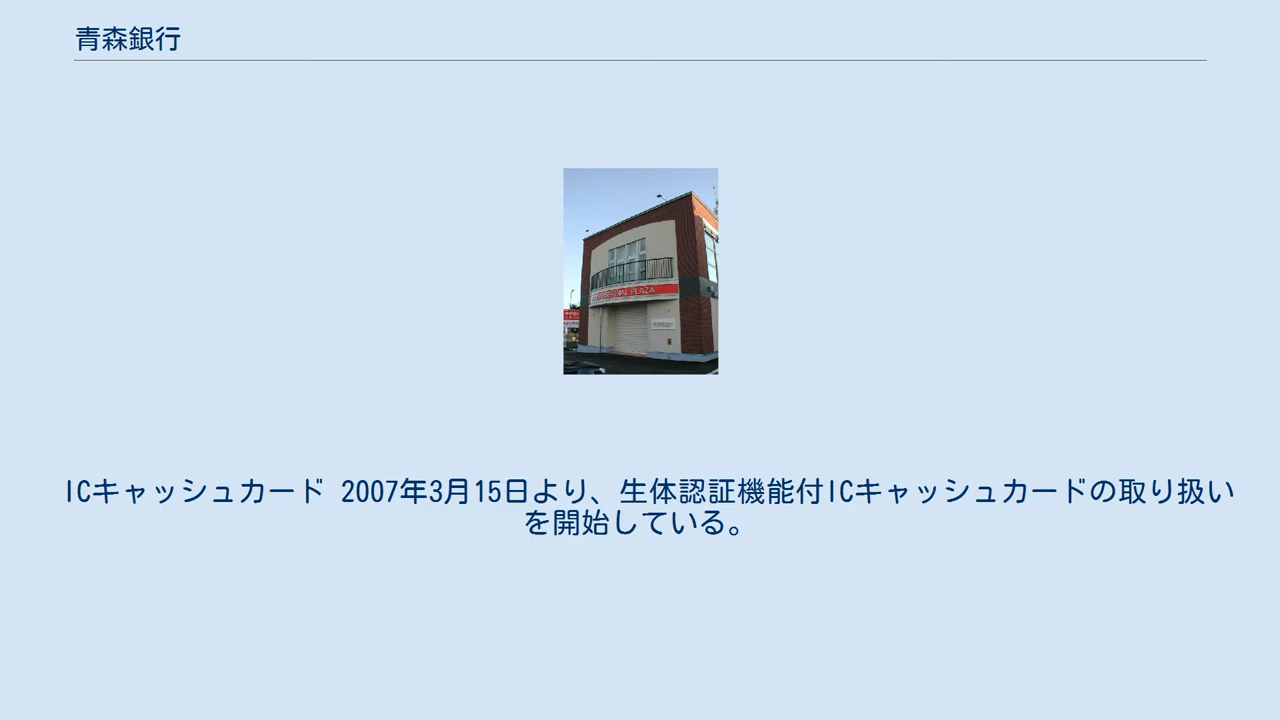 青森銀行
PLAZA
ICキャッシュカード 2007年3月15日より、生体認証機能付ICキャッシュカードの取り扱い
を開始している。